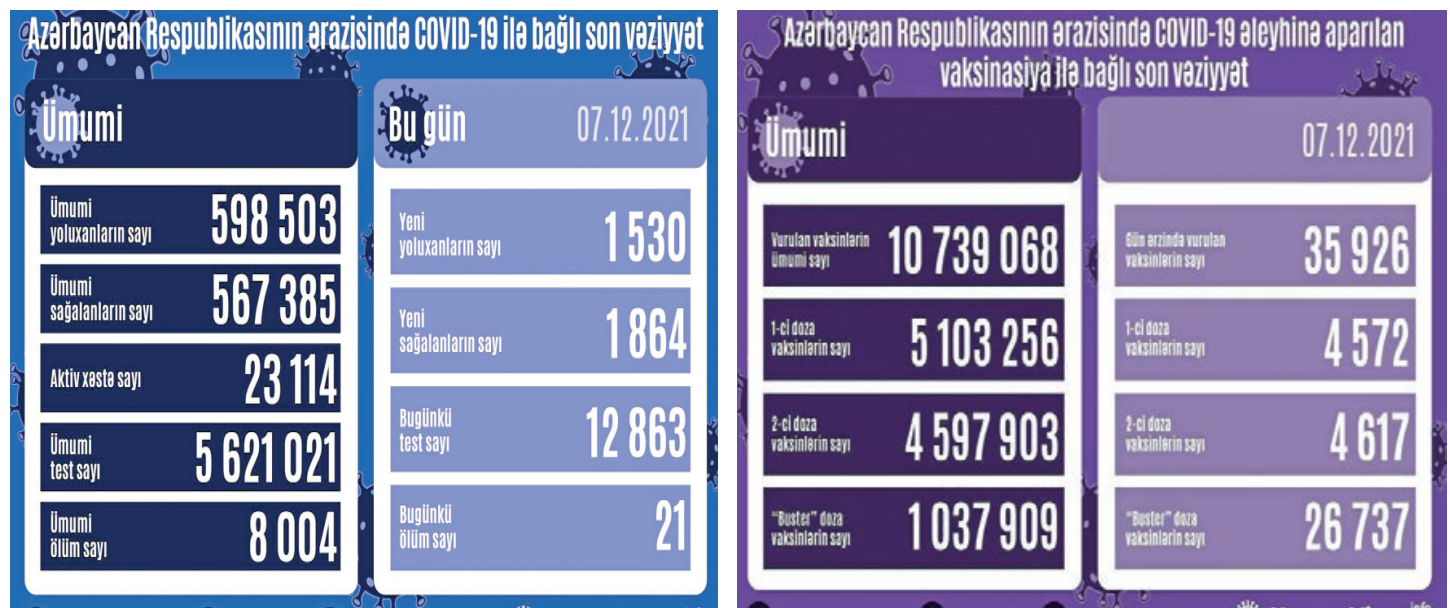 Azərbaycan Respublikasının ərazisində COVID-19 ilə bağlı son vəziyyət
Ümumi
Ümumi
yoluxanların sayı
598 503
Ümumi
sağalanların sayı
567 385
Aktiv xəstə sayı
23 114
Ümumi
test sayı
5 621 021
Ümumi
ölüm sayı
8 004
Bu gün
07.12.2021
Yeni
yoluxanların sayı
1 530
Yeni
sağalanların sayı
1 864
Bugünkü
test sayı
12 863
Bugünkü
ölüm sayı
21
Azərbaycan Respublikasının ərazisində COVID-19 əleyhinə aparılan
vaksinasiya ilə bağlı son vəziyyət
Ümumi
Vurulan vaksinlərin
ümumi sayı
10 739 068
1-ci doza
vaksinlərin sayı
5 103 256
2-ci doza
vaksinlərin sayı
4 597 903
"Buster" doza
vaksinlərin sayı
1 037 909
07.12.2021
Gün ərzində vurulan
vaksinlərin sayı
35 926
1-ci doza
vaksinlərin sayı
4 572
2-ci doza
vaksinlərin sayı
4 617
"Buster" doza
vaksinlərin sayı
26 737